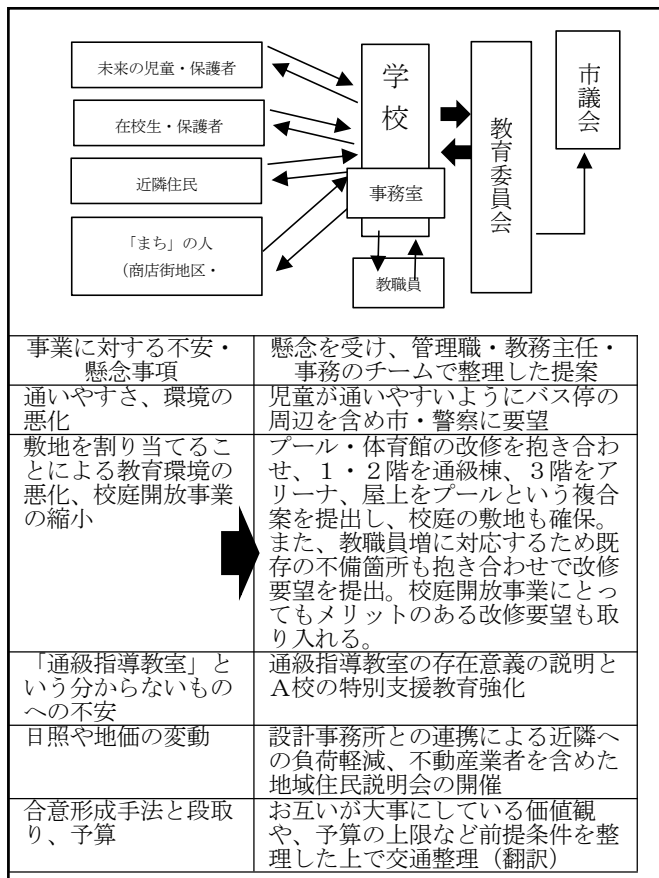 未来の児童・保護者
在校生・保護者
近隣住民
「まち」の人
（商店街地区・
学校
事務室
教職員
教育委員会
市議会
事業に対する不安・
懸念事項
懸念を受け、管理職・教務主任・
事務のチームで整理した提案
通いやすさ、環境の
悪化
児童が通いやすいようにバス停の
周辺を含め市・警察に要望
敷地を割り当てるこ
とによる教育環境の
悪化、校庭開放事業
の縮小
プール・体育館の改修を抱き合わ
せ、１・２階を通級棟、３階をア
リーナ、屋上をプールという複合
案を提出し、校庭の敷地も確保。
また、教職員増に対応するため既
存の不備箇所も抱き合わせで改修
要望を提出。校庭開放事業にとっ
てもメリットのある改修要望も取
り入れる。
「通級指導教室」と
いう分からないもの
への不安
通級指導教室の存在意義の説明と
Ａ校の特別支援教育強化
日照や地価の変動
設計事務所との連携による近隣へ
の負荷軽減、不動産業者を含めた
地域住民説明会の開催
合意形成手法と段取
り、予算
お互いが大事にしている価値観
や、予算の上限など前提条件を整
理した上で交通整理（翻訳）